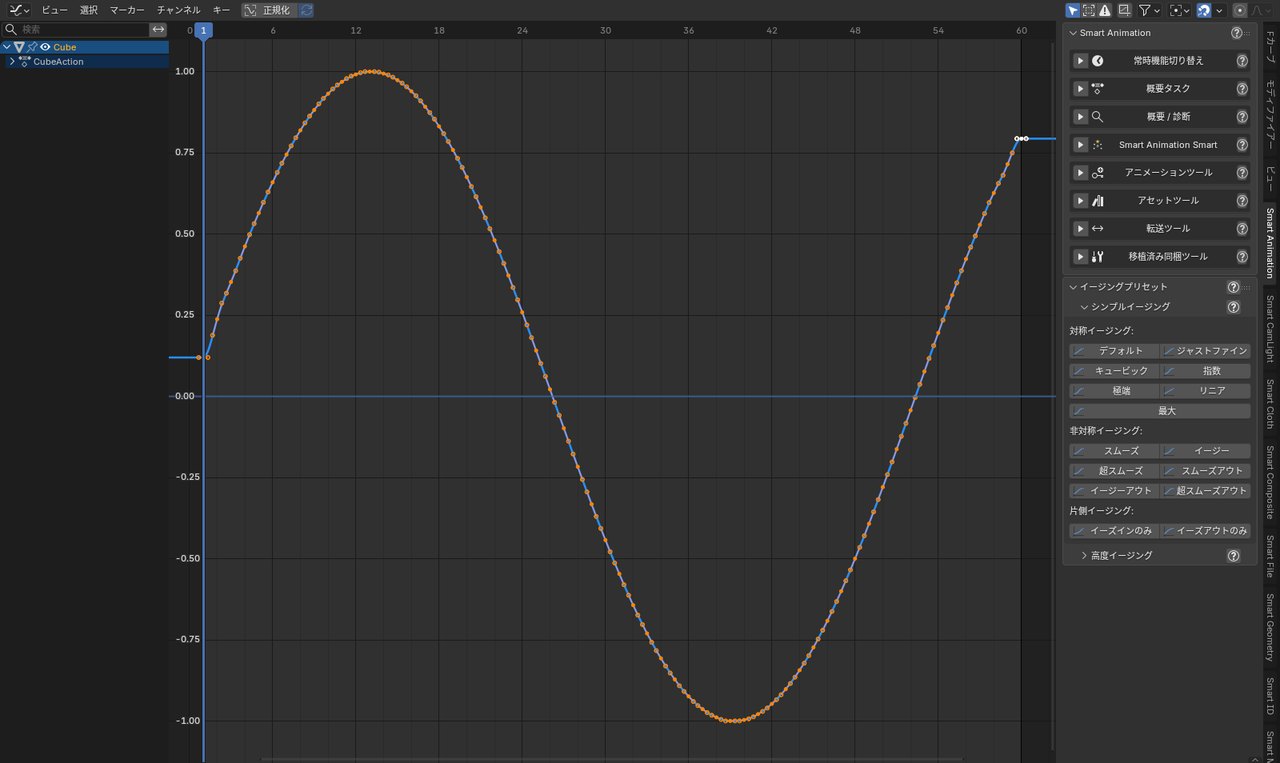 ビュー 選択 マーカー チャンネル キー 正規化
検索
0 1 6 12 18 24 30 36 42 48 54 60
Cube
CubeAction
1.00
0.75
0.50
0.25
0.00
-0.25
-0.50
-0.75
-1.00
Smart Animation
常時機能切り替え
概要タスク
概要 / 診断
Smart Animation Smart
アニメーションツール
アセットツール
転送ツール
移植済み同梱ツール
イージングプリセット
シンプルイージング
対称イージング:
デフォルト ジャストファイン
キュービック 指数
極端 リニア
最大
非対称イージング:
スムーズ イージー
超スムーズ スムーズアウト
イージーアウト 超スムーズアウト
片側イージング:
イーズインのみ イーズアウトのみ
高度イージング
Fカーブ
モディファイアー
ビュー
Smart Animation
Smart CamLight
Smart Cloth
Smart Composite
Smart File
Smart Geometry
Smart ID